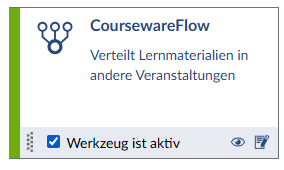 CoursewareFlow
Verteilt Lernmaterialien in
andere Veranstaltungen
Werkzeug ist aktiv